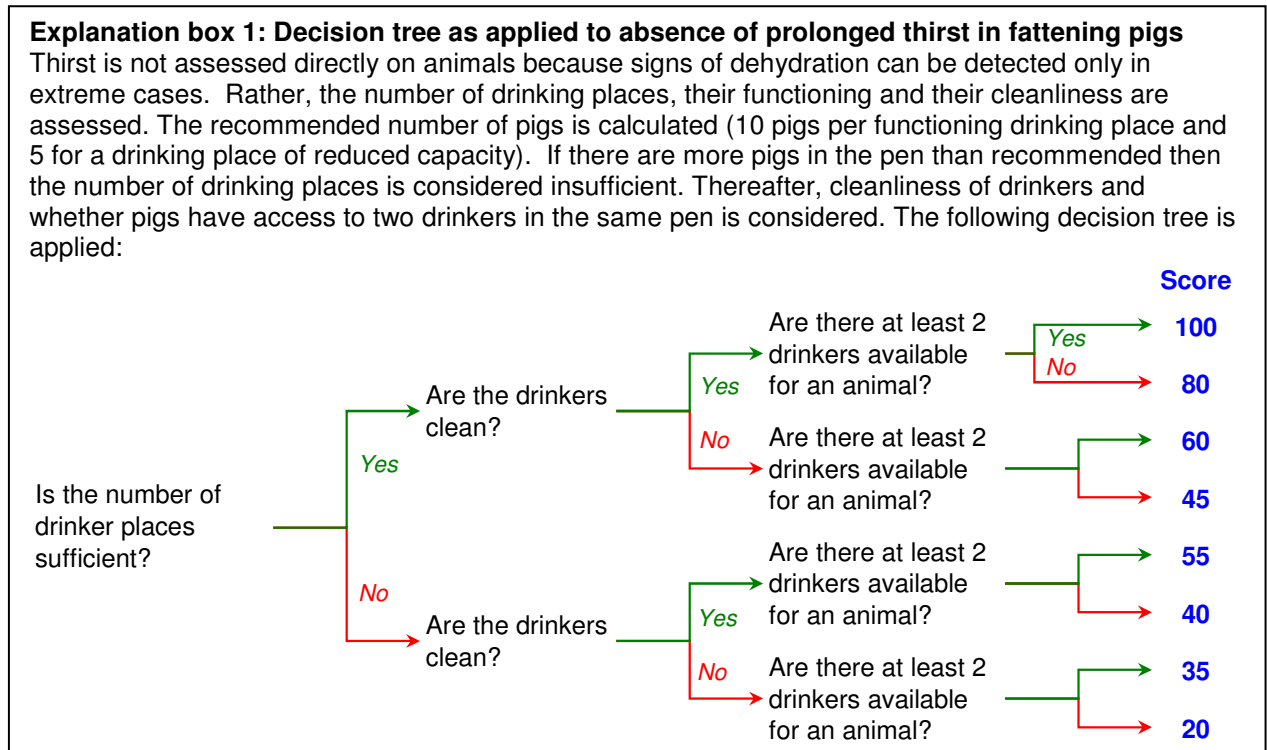 Explanation box 1: Decision tree as applied to absence of prolonged thirst in fattening pigs
Thirst is not assessed directly on animals because signs of dehydration can be detected only in
extreme cases.  Rather, the number of drinking places, their functioning and their cleanliness are
assessed. The recommended number of pigs is calculated (10 pigs per functioning drinking place and
5 for a drinking place of reduced capacity).  If there are more pigs in the pen than recommended then
the number of drinking places is considered insufficient. Thereafter, cleanliness of drinkers and
whether pigs have access to two drinkers in the same pen is considered. The following decision tree is
applied:
Score
Is the number of
drinker places
sufficient?
Yes
No
Are the drinkers
clean?
Yes
No
Are there at least 2
drinkers available
for an animal?
Yes
No
100
80
Are there at least 2
drinkers available
for an animal?
60
45
Are the drinkers
clean?
Yes
No
Are there at least 2
drinkers available
for an animal?
55
40
Are there at least 2
drinkers available
for an animal?
35
20